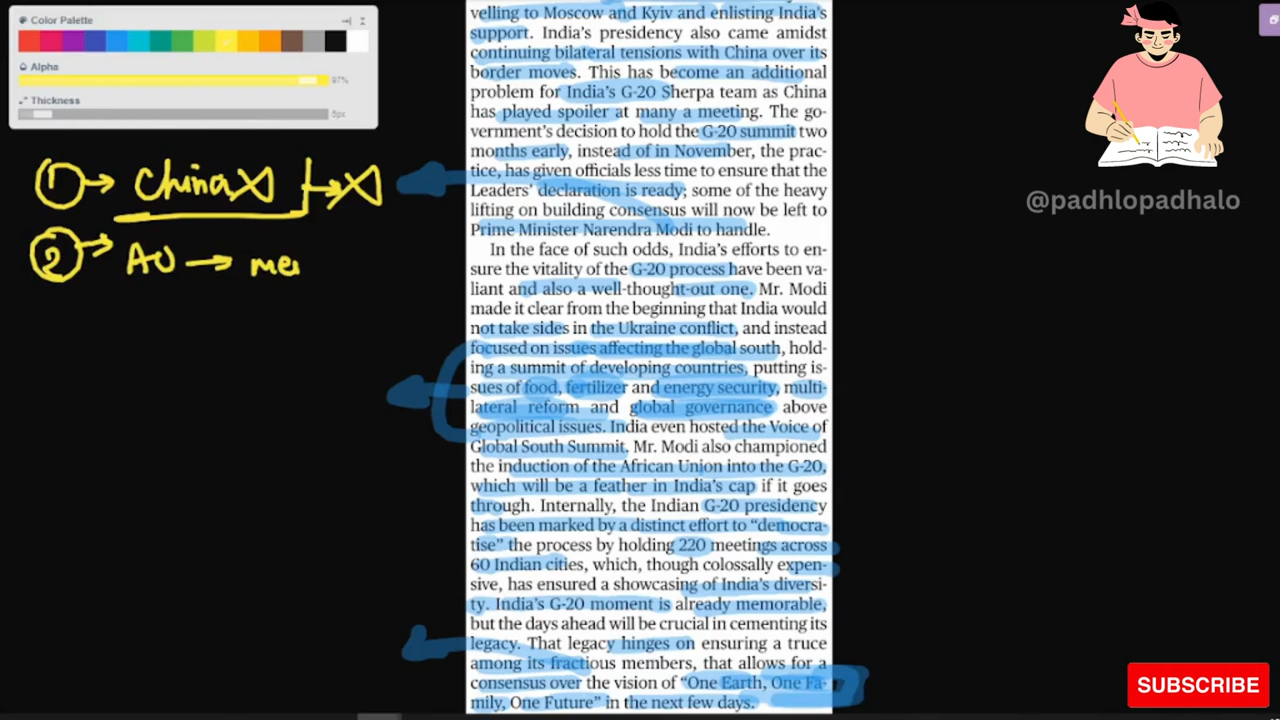 Color Palette
Alpha
97%
Thickness
5px
1 → China X → X
2 → AU → mem
velling to Moscow and Kyiv and enlisting India's
support. India's presidency also came amidst
continuing bilateral tensions with China over its
border moves. This has become an additional
problem for India's G-20 Sherpa team as China
has played spoiler at many a meeting. The go-
vernment's decision to hold the G-20 summit two
months early, instead of in November, the prac-
tice, has given officials less time to ensure that the
Leaders' declaration is ready; some of the heavy
lifting on building consensus will now be left to
Prime Minister Narendra Modi to handle.
In the face of such odds, India's efforts to en-
sure the vitality of the G-20 process have been va-
liant and also a well-thought-out one. Mr. Modi
made it clear from the beginning that India would
not take sides in the Ukraine conflict, and instead
focused on issues affecting the global south, hold-
ing a summit of developing countries, putting is-
sues of food, fertilizer and energy security, multi-
lateral reform and global governance above
geopolitical issues. India even hosted the Voice of
Global South Summit. Mr. Modi also championed
the induction of the African Union into the G-20,
which will be a feather in India's cap if it goes
through. Internally, the Indian G-20 presidency
has been marked by a distinct effort to "democra-
tise" the process by holding 220 meetings across
60 Indian cities, which, though colossally expen-
sive, has ensured a showcasing of India's diversi-
ty. India's G-20 moment is already memorable,
but the days ahead will be crucial in cementing its
legacy. That legacy hinges on ensuring a truce
among its fractious members, that allows for a
consensus over the vision of "One Earth, One Fa-
mily, One Future" in the next few days.
@padhlopadhalo
SUBSCRIBE